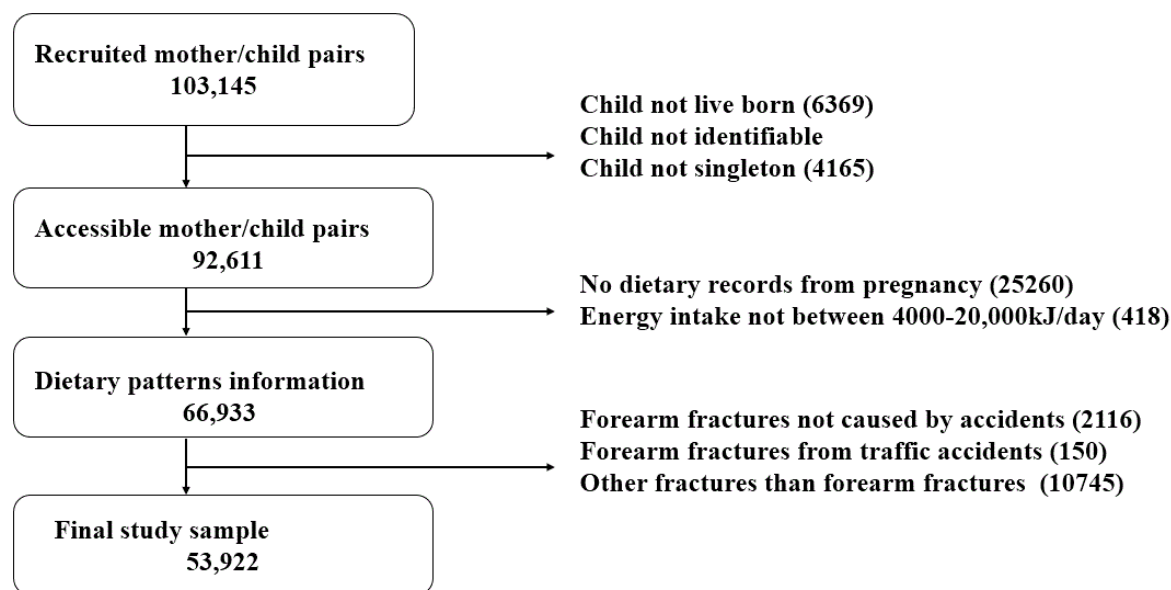 Recruited mother/child pairs
103,145
Child not live born (6369)
Child not identifiable
Child not singleton (4165)
Accessible mother/child pairs
92,611
No dietary records from pregnancy (25260)
Energy intake not between 4000-20,000kJ/day (418)
Dietary patterns information
66,933
Forearm fractures not caused by accidents (2116)
Forearm fractures from traffic accidents (150)
Other fractures than forearm fractures (10745)
Final study sample
53,922